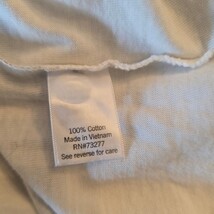 100% Cotton
Made in Vietnam
RN#73277
See reverse for care